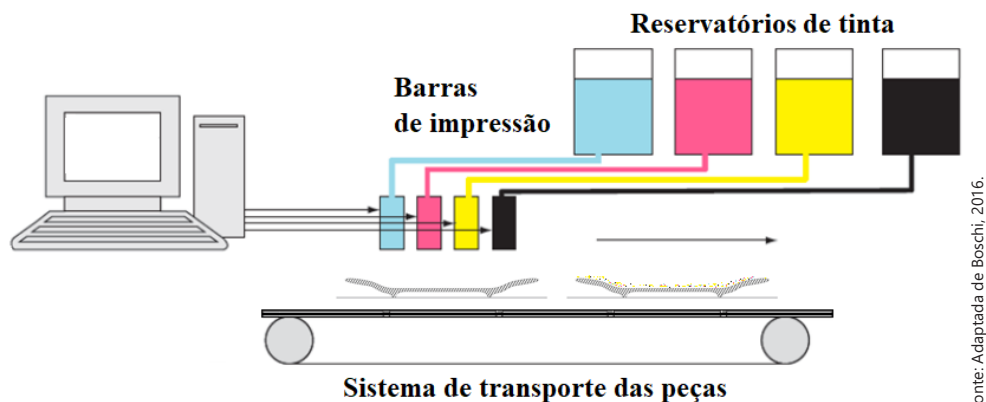 Reservatórios de tinta
Barras
de impressão
Sistema de transporte das peças
onte: Adaptada de Boschi, 2016.